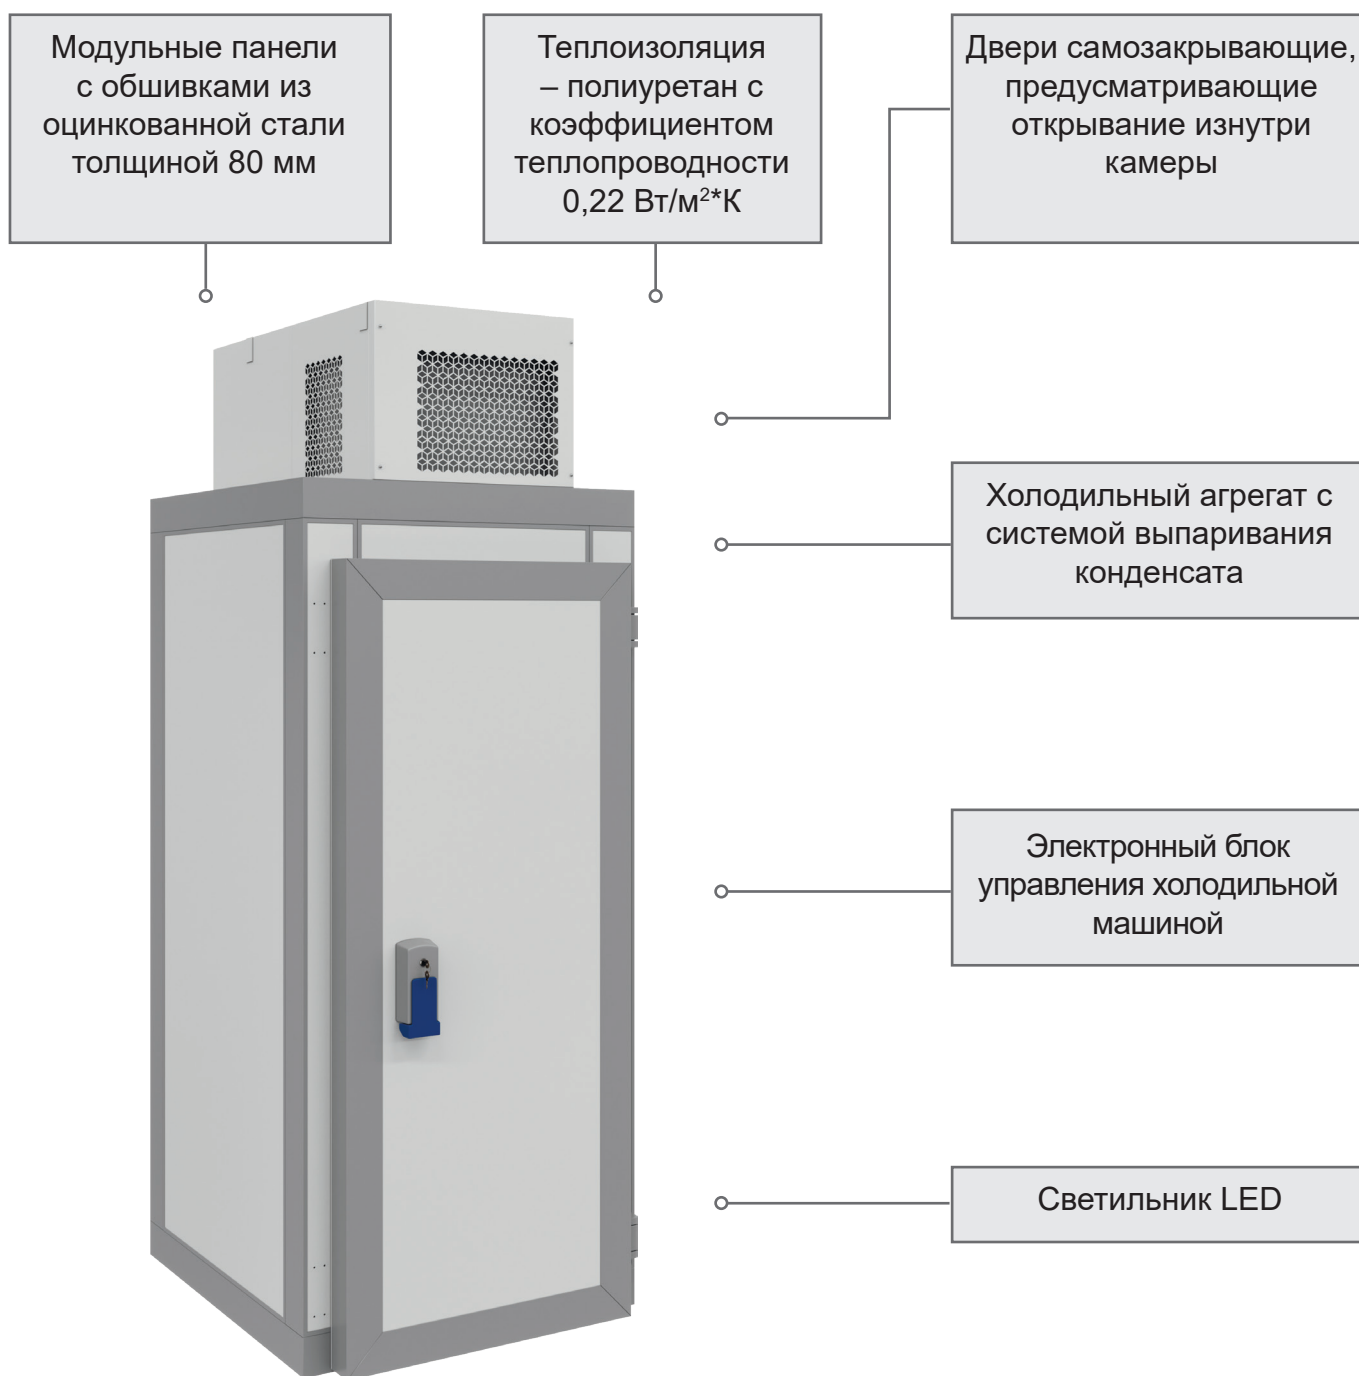 Модульные панели
с обшивками из
оцинкованной стали
толщиной 80 мм
Теплоизоляция
– полиуретан с
коэффициентом
теплопроводности
0,22 Вт/м²*К
Двери самозакрывающие,
предусматривающие
открывание изнутри
камеры
Холодильный агрегат с
системой выпаривания
конденсата
Электронный блок
управления холодильной
машиной
Светильник LED